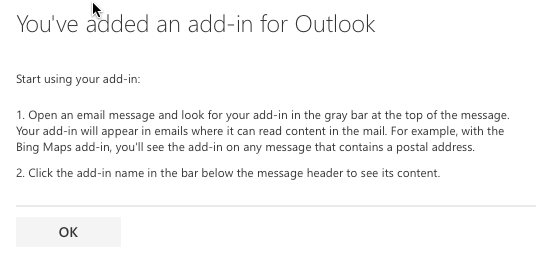 You've added an add-in for Outlook
Start using your add-in:
1. Open an email message and look for your add-in in the gray bar at the top of the message.
Your add-in will appear in emails where it can read content in the mail. For example, with the
Bing Maps add-in, you'll see the add-in on any message that contains a postal address.
2. Click the add-in name in the bar below the message header to see its content.
OK